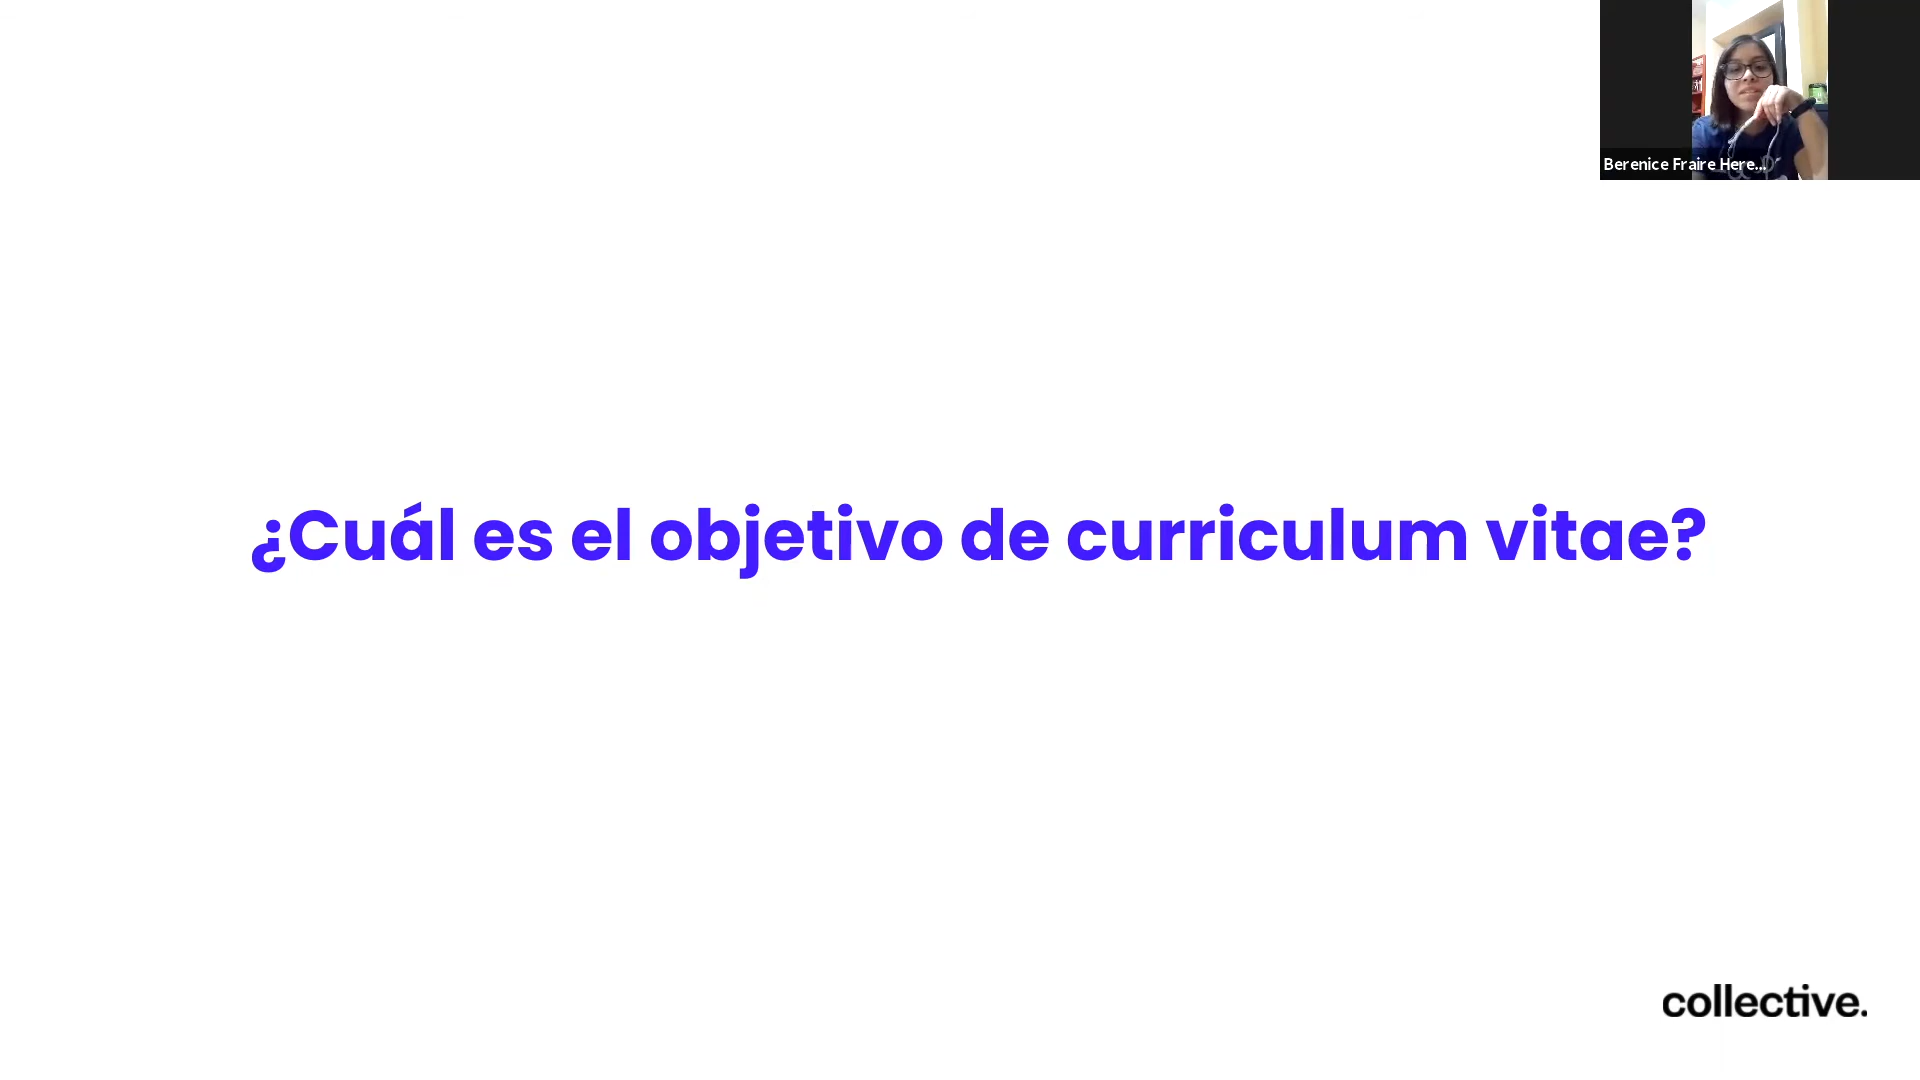 Berenice Fraire Here...
¿Cuál es el objetivo de curriculum vitae?
collective.